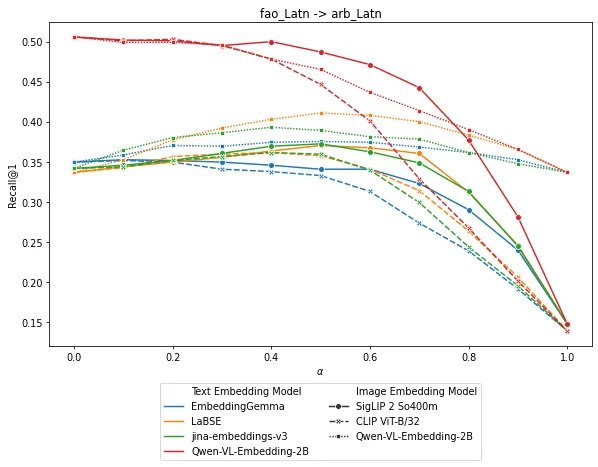 fao_Latn -> arb_Latn
Recall@1
0.50
0.45
0.40
0.35
0.30
0.25
0.20
0.15
0.0 0.2 0.4 0.6 0.8 1.0
α
Text Embedding Model
EmbeddingGemma
LaBSE
jina-embeddings-v3
Qwen-VL-Embedding-2B
Image Embedding Model
SigLIP 2 So400m
CLIP ViT-B/32
Qwen-VL-Embedding-2B